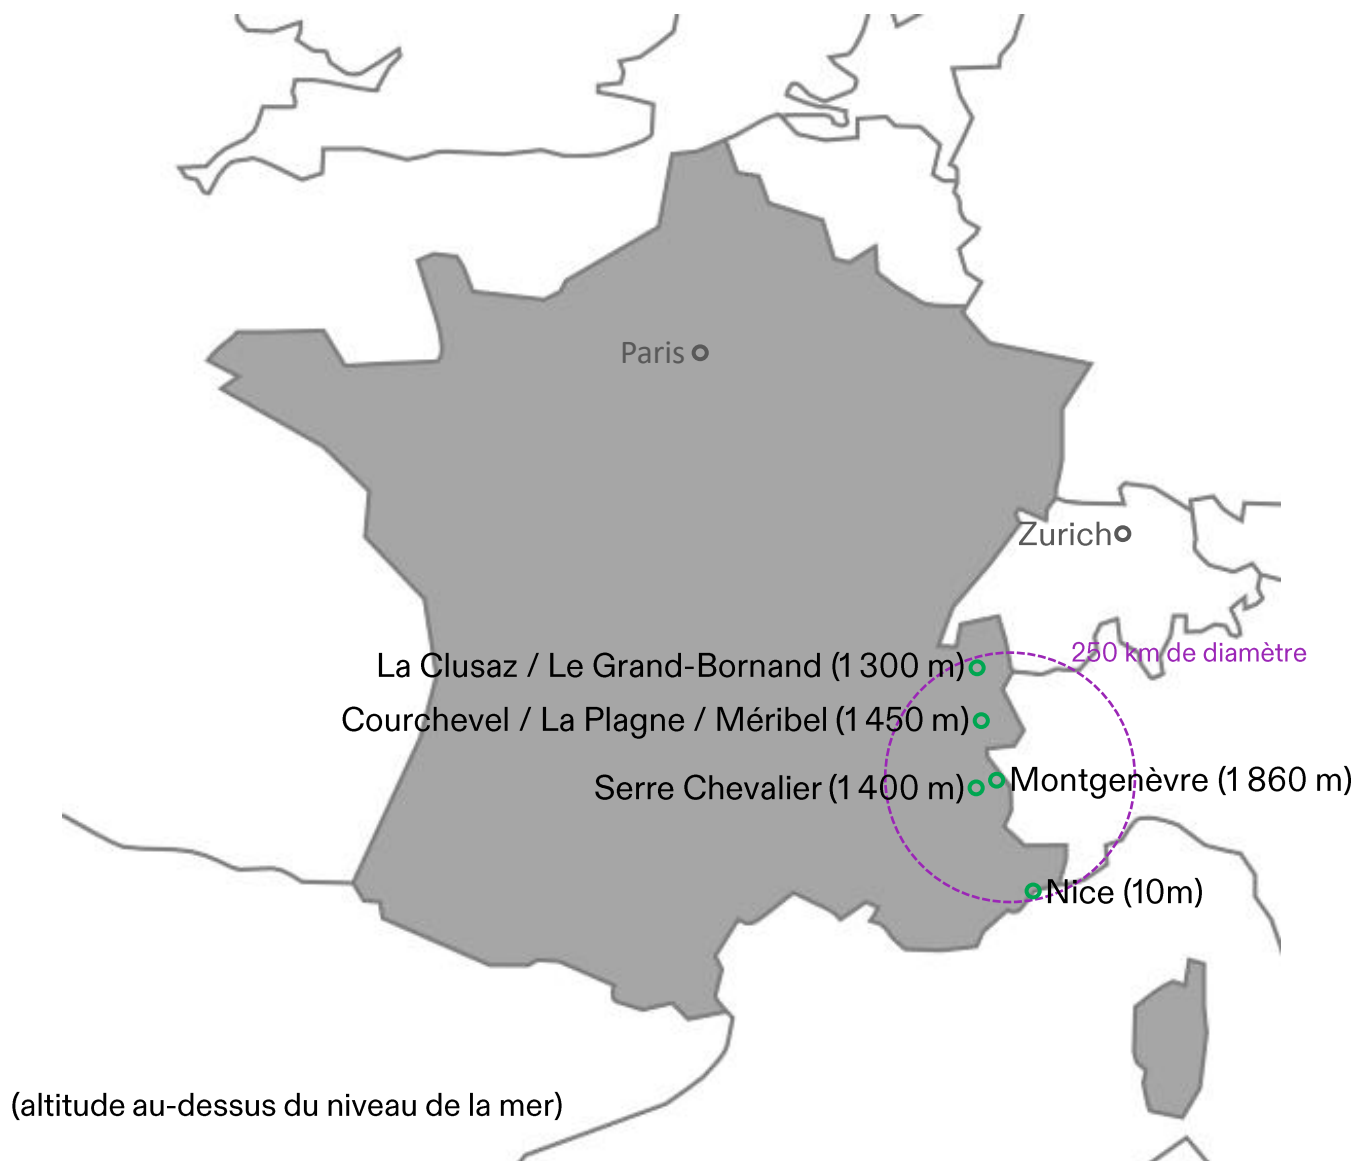 Paris
Zurich
250 km de diamètre
La Clusaz / Le Grand-Bornand (1 300 m)
Courchevel / La Plagne / Méribel (1 450 m)
Montgenèvre (1 860 m)
Serre Chevalier (1 400 m)
Nice (10m)
(altitude au-dessus du niveau de la mer)